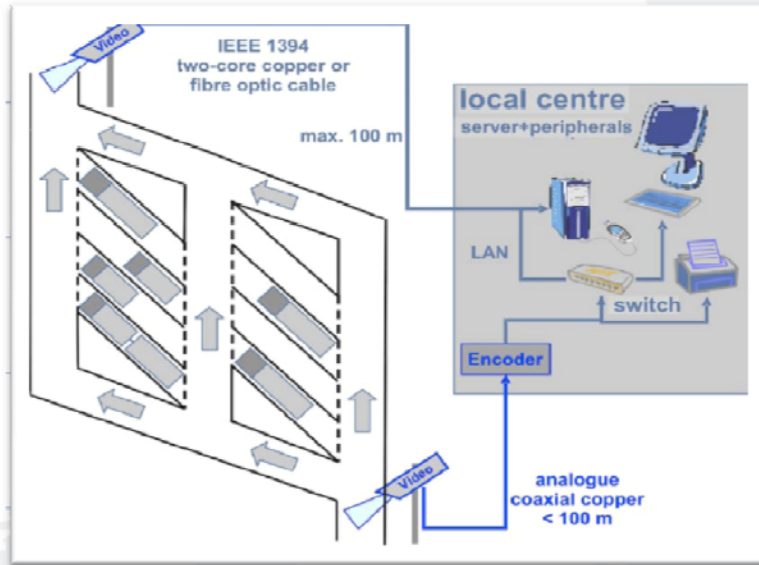 Video
IEEE 1394
two-core copper or
fibre optic cable
max. 100 m
local centre
server+peripherals
LAN
switch
Encoder
Video
analogue
coaxial copper
< 100 m